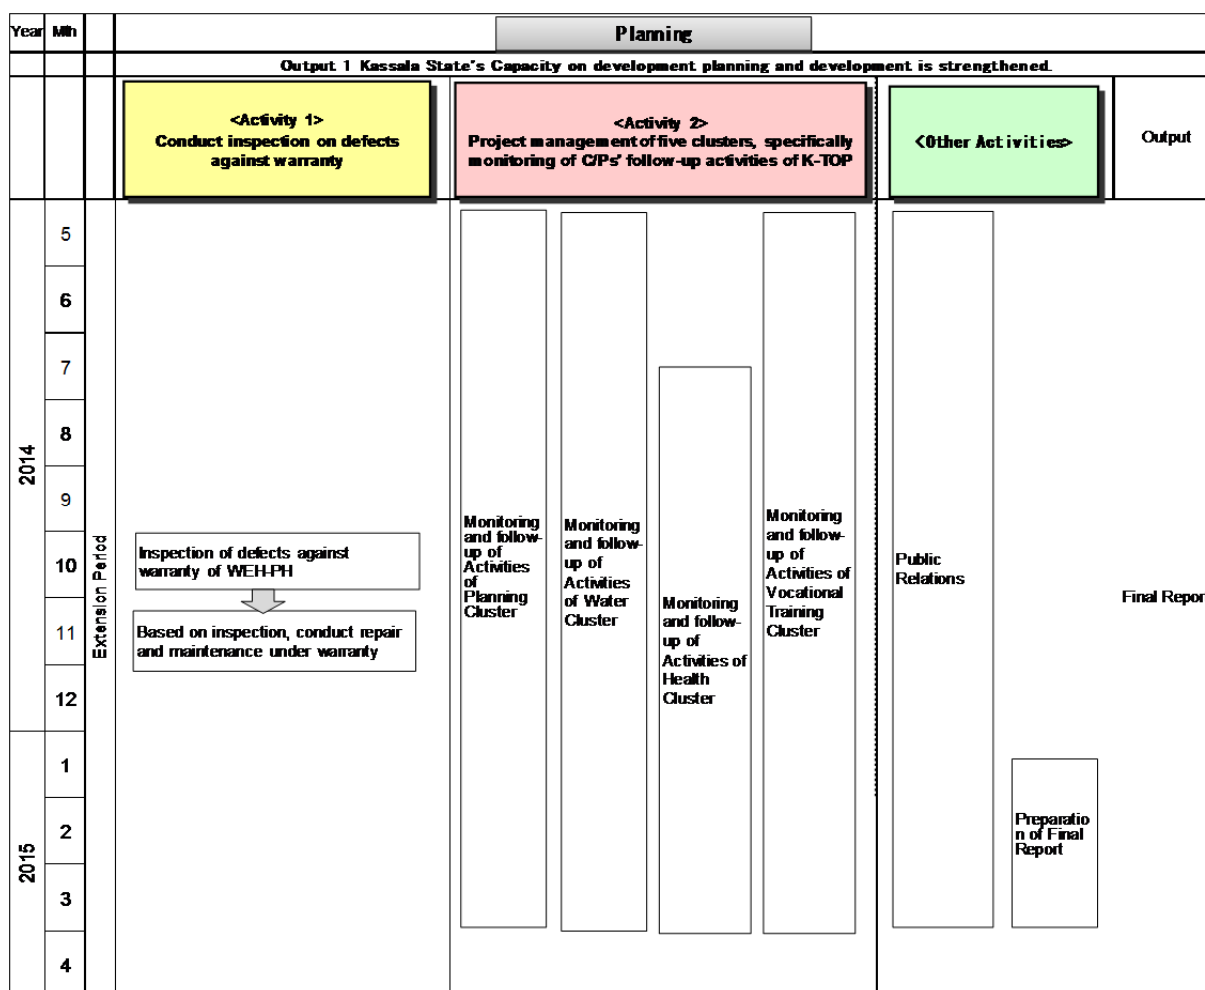 Year Mth
Planning
Output 1 Kassala State's Capacity on development planning and development is strengthened.
<Activity 1>
Conduct inspection on defects
against warranty
<Activity 2>
Project management of five clusters, specifically
monitoring of C/Ps' follow-up activities of K-TOP
<Other Activities>
Output
2014
5
6
7
8
9
10
11
12
2015
1
2
3
4
Extension Period
Inspection of defects against
warranty of WEH-PH
Based on inspection, conduct repair
and maintenance under warranty
Monitoring
and follow-
up of
Activities
of
Planning
Cluster
Monitoring
and follow-
up of
Activities
of Water
Cluster
Monitoring
and follow-
up of
Activities of
Health
Cluster
Monitoring
and follow-
up of
Activities of
Vocational
Training
Cluster
Public
Relations
Preparatio
n of Final
Report
Final Repor